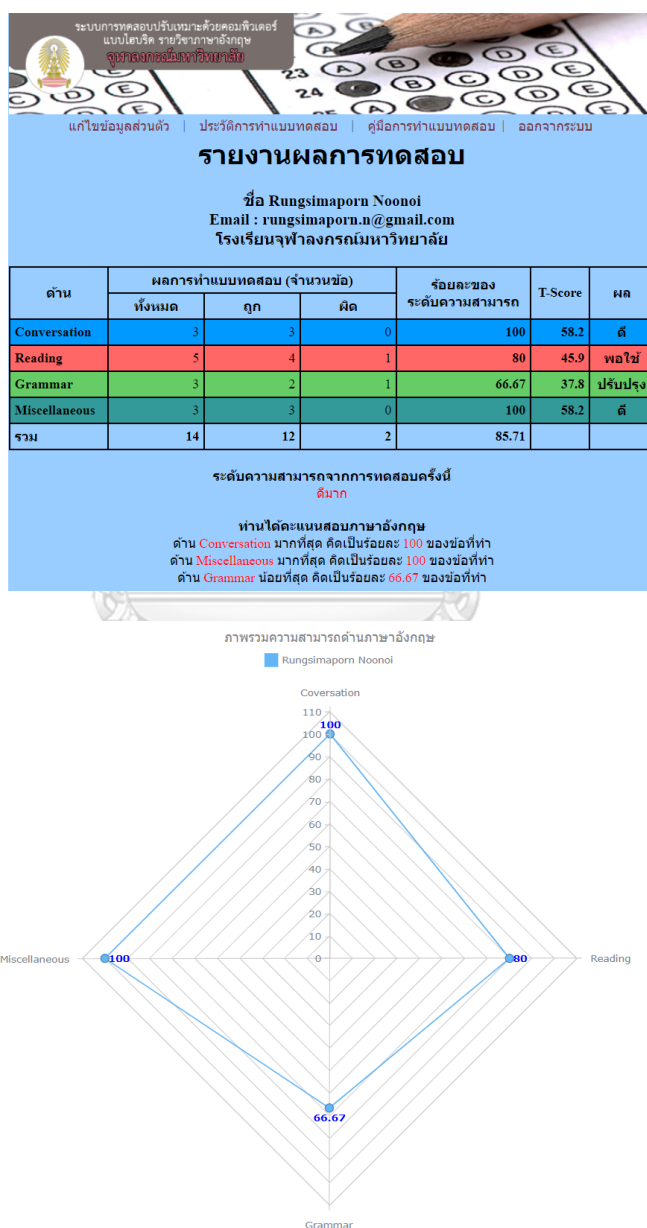 ระบบการทดสอบปรับเหมาะด้วยคอมพิวเตอร์
แบบไฮบริด รายวิชาภาษาอังกฤษ
จุฬาลงกรณ์มหาวิทยาลัย
23
24
แก้ไขข้อมูลส่วนตัว | ประวัติการทำแบบทดสอบ | คู่มือการทำแบบทดสอบ | ออกจากระบบ
รายงานผลการทดสอบ
ชื่อ Rungsimaporn Noonoi
Email : rungsimaporn.n@gmail.com
โรงเรียนจุฬาลงกรณ์มหาวิทยาลัย
ด้าน ผลการทำแบบทดสอบ (จำนวนข้อ) ร้อยละของ ระดับความสามารถ T-Score ผล
ทั้งหมด ถูก ผิด
Conversation 3 3 0 100 58.2 ดี
Reading 5 4 1 80 45.9 พอใช้
Grammar 3 2 1 66.67 37.8 ปรับปรุง
Miscellaneous 3 3 0 100 58.2 ดี
รวม 14 12 2 85.71
ระดับความสามารถจากการทดสอบครั้งนี้
ดีมาก
ท่านได้คะแนนสอบภาษาอังกฤษ
ด้าน Conversation มากที่สุด คิดเป็นร้อยละ 100 ของข้อที่ทำ
ด้าน Miscellaneous มากที่สุด คิดเป็นร้อยละ 100 ของข้อที่ทำ
ด้าน Grammar น้อยที่สุด คิดเป็นร้อยละ 66.67 ของข้อที่ทำ
ภาพรวมความสามารถด้านภาษาอังกฤษ
Rungsimaporn Noonoi
Coversation
110
100
100
90
80
70
60
50
40
30
20
10
0
Miscellaneous
100
80
Reading
66.67
Grammar